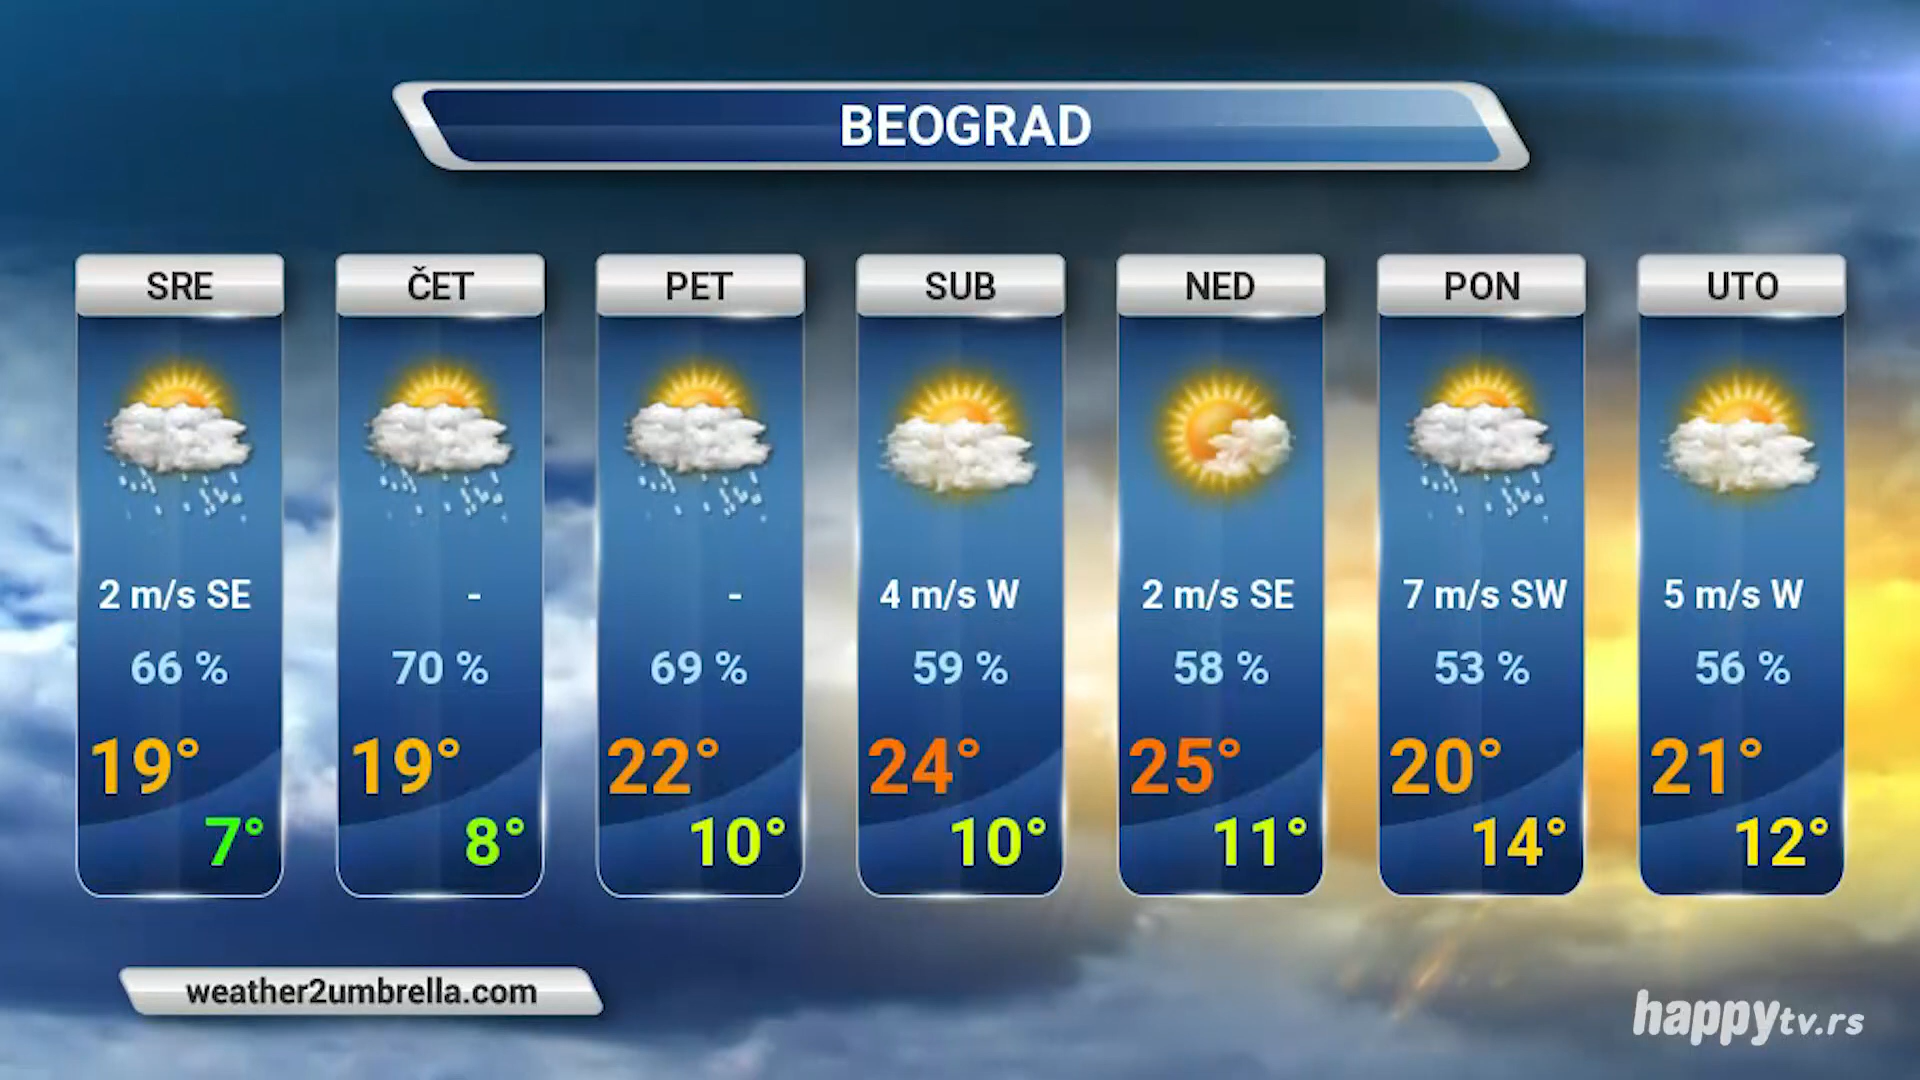 BEOGRAD
SRE ČET PET SUB NED PON UTO
2 m/s SE - - 4 m/s W 2 m/s SE 7 m/s SW 5 m/s W
66 % 70 % 69 % 59 % 58 % 53 % 56 %
19° 19° 22° 24° 25° 20° 21°
7° 8° 10° 10° 11° 14° 12°
weather2umbrella.com
happytv.rs